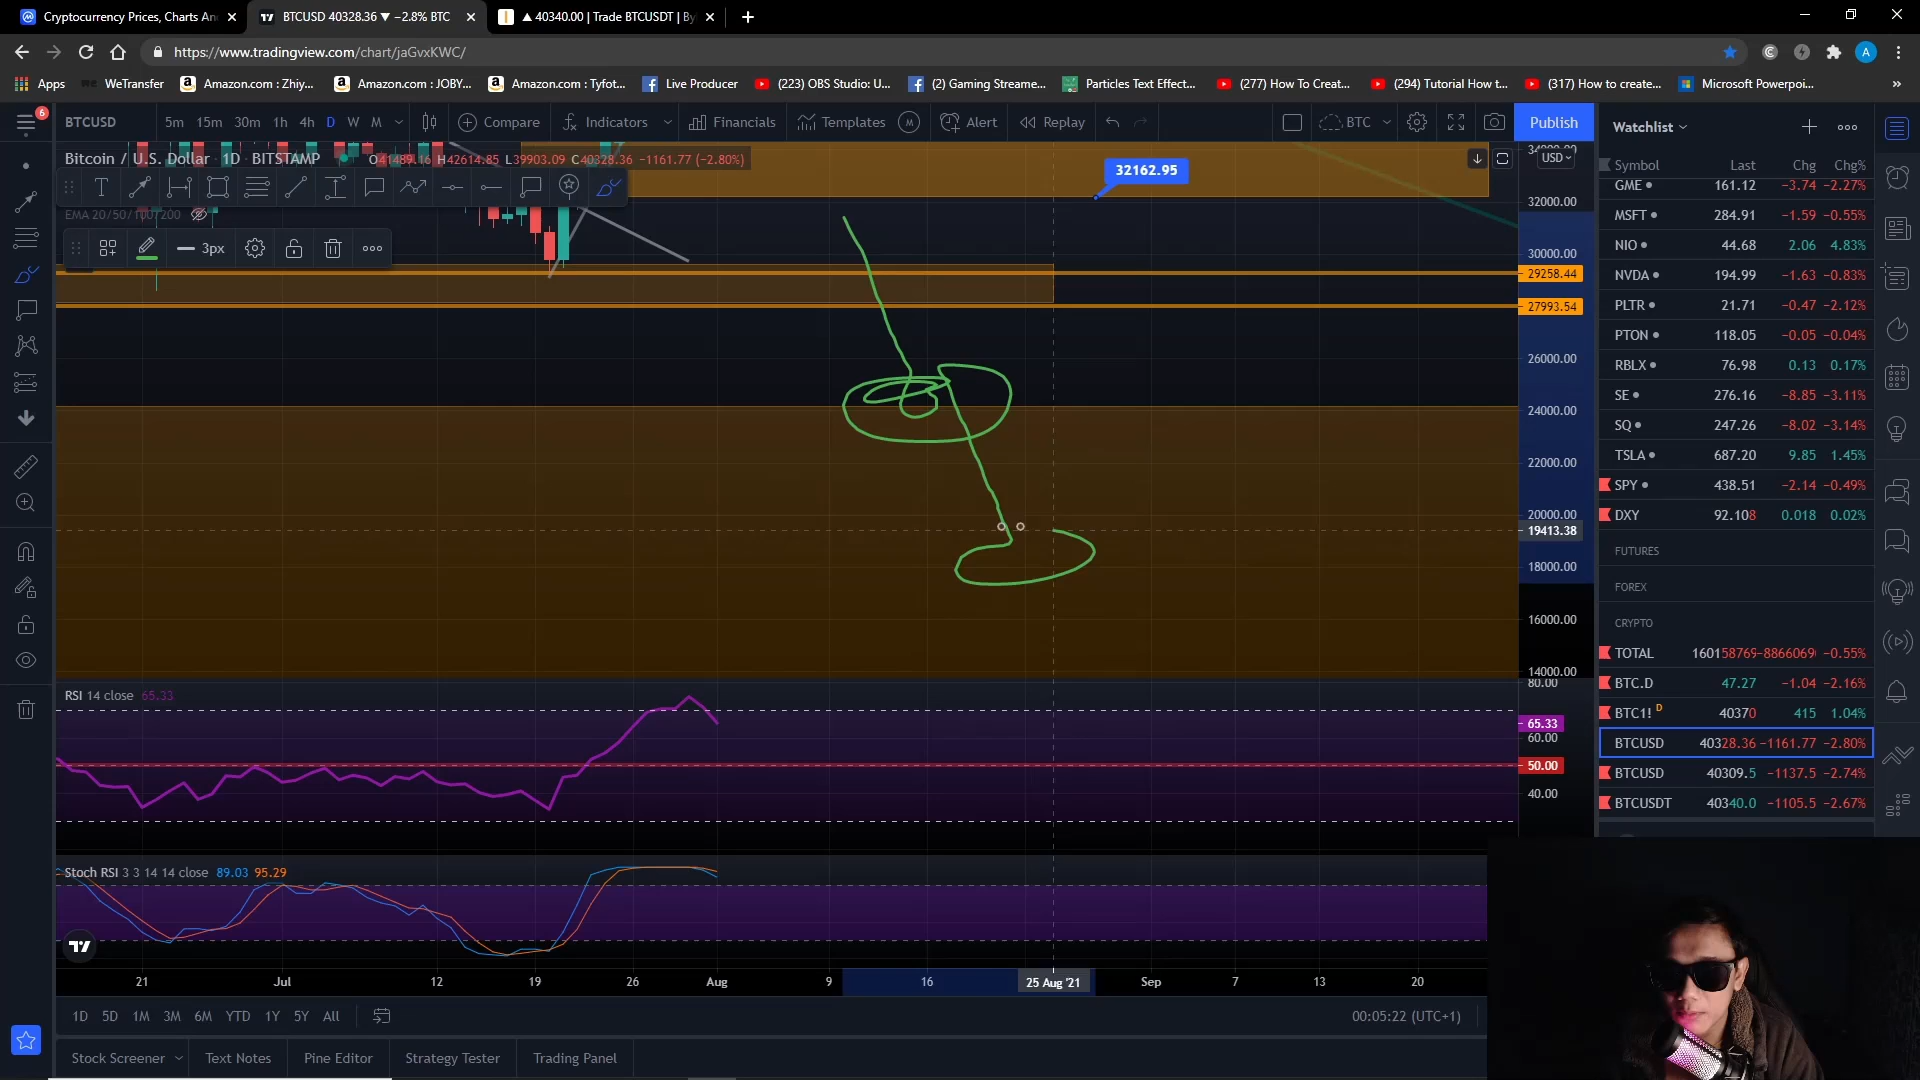 Cryptocurrency Prices, Charts An
BTCUSD 40328.36 ▼ −2.8% BTC
▲ 40340.00 | Trade BTCUSDT | By
https://www.tradingview.com/chart/jaGvxKWC/
A
Apps
WeTransfer
Amazon.com : Zhiy...
Amazon.com : JOBY...
Amazon.com : Tyfot...
Live Producer
(223) OBS Studio: U...
(2) Gaming Streame...
Particles Text Effect...
(277) How To Creat...
(294) Tutorial How t...
(317) How to create...
Microsoft Powerpoi...
6
BTCUSD
5m 15m 30m 1h 4h D W M
Compare
Indicators
Financials
Templates
M
Alert
Replay
BTC
Publish
Bitcoin / U.S. Dollar · 1D · BITSTAMP
O41489.16 H42614.85 L39903.09 C40328.36 −1161.77 (−2.80%)
EMA 20/50/100/200
3px
32162.95
USD
34000.00
32000.00
30000.00
29258.44
27993.54
26000.00
24000.00
22000.00
20000.00
19413.38
18000.00
16000.00
14000.00
RSI 14 close 65.33
80.00
65.33
60.00
50.00
40.00
Stoch RSI 3 3 14 14 close 89.03 95.29
21 Jul 12 19 26 Aug 9 16 25 Aug '21 Sep 7 13 20
1D 5D 1M 3M 6M YTD 1Y 5Y All
00:05:22 (UTC+1)
Stock Screener
Text Notes
Pine Editor
Strategy Tester
Trading Panel
Watchlist
Symbol Last Chg Chg%
GME 161.12 −3.74 −2.27%
MSFT 284.91 −1.59 −0.55%
NIO 44.68 2.06 4.83%
NVDA 194.99 −1.63 −0.83%
PLTR 21.71 −0.47 −2.12%
PTON 118.05 −0.05 −0.04%
RBLX 76.98 0.13 0.17%
SE 276.16 −8.85 −3.11%
SQ 247.26 −8.02 −3.14%
TSLA 687.20 9.85 1.45%
SPY 438.51 −2.14 −0.49%
DXY 92.108 0.018 0.02%
FUTURES
FOREX
CRYPTO
TOTAL 160158769 −8866069 −0.55%
BTC.D 47.27 −1.04 −2.16%
BTC1! D 40370 415 1.04%
BTCUSD 40328.36 −1161.77 −2.80%
BTCUSD 40309.5 −1137.5 −2.74%
BTCUSDT 40340.0 −1105.5 −2.67%